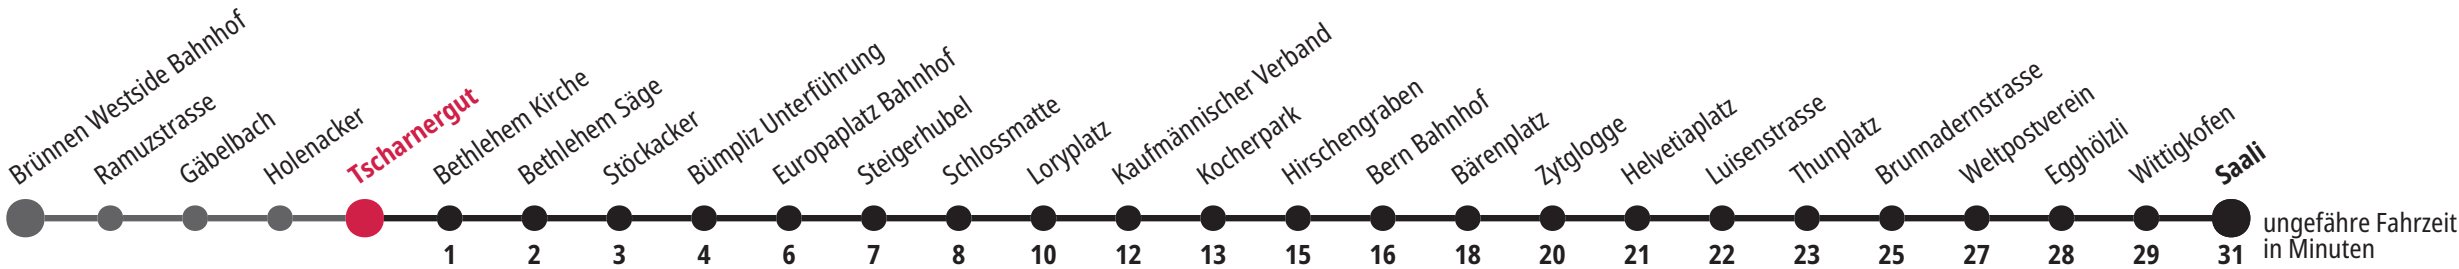 Brünnen Westside Bahnhof
Ramuzstrasse
Gäbelbach
Holenacker
Tscharnergut
Bethlehem Kirche
Bethlehem Säge
Stöckacker
Bümpliz Unterführung
Europaplatz Bahnhof
Steigerhubel
Schlossmatte
Loryplatz
Kaufmännischer Verband
Kocherpark
Hirschengraben
Bern Bahnhof
Bärenplatz
Zytglogge
Helvetiaplatz
Luisenstrasse
Thunplatz
Brunnadernstrasse
Weltpostverein
Egghölzli
Wittigkofen
Saali
1 2 3 4 6 7 8 10 12 13 15 16 18 20 21 22 23 25 27 28 29 31
ungefähre Fahrzeit
in Minuten